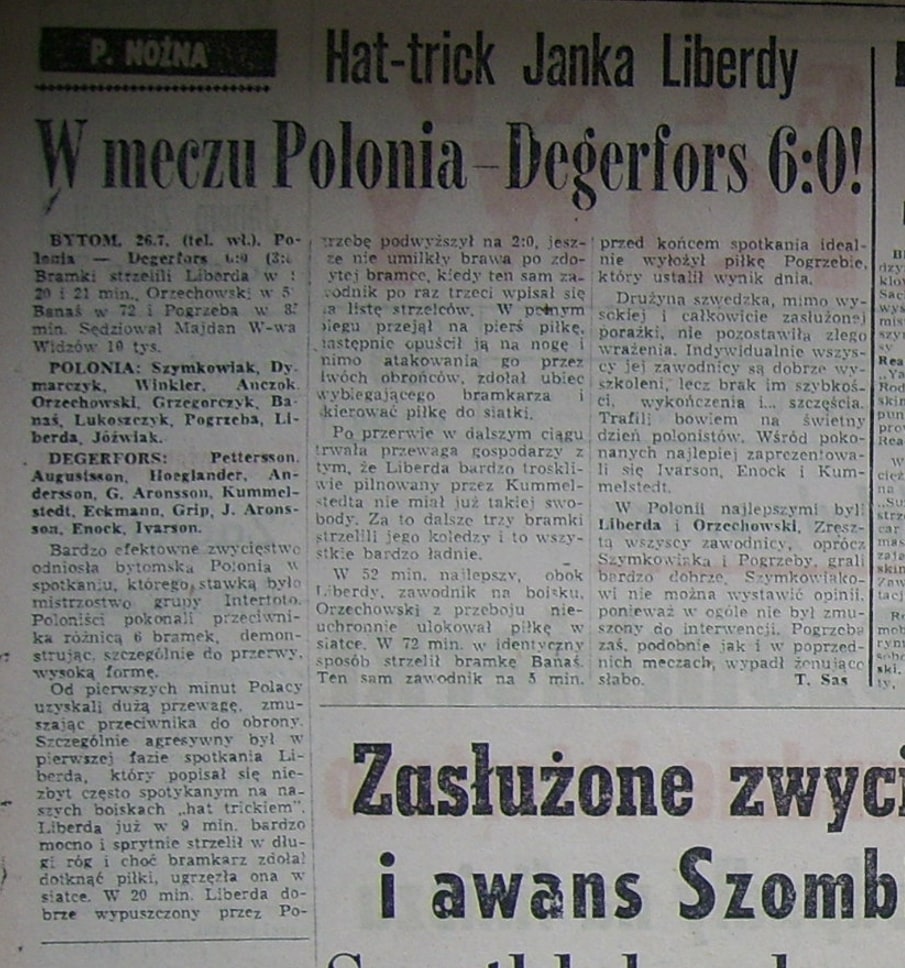 P. NOŻNA
Hat-trick Janka Liberdy
W meczu Polonia – Degerfors 6:0!
BYTOM, 26.7. (tel. wł.). Po-
lonia — Degerfors 6:0 (3:
Bramki strzelili Liberda w
20 i 21 min., Orzechowski w 5
Banaś w 72 i Pogrzeba w 8
min. Sędziował Majdan W-wa
Widzów 10 tys.
POLONIA: Szymkowiak, Dy-
marczyk, Winkler, Anczok,
Orzechowski, Grzegorczyk, Ba-
naś, Lukoszczyk, Pogrzeba, Li-
berda, Jóźwiak.
DEGERFORS: Pettersson,
Augustsson, Hoeglander, An-
dersson, G. Aronsson, Kummel-
stedt, Eckmann, Grip, J. Arons-
son, Enock, Ivarson.
Bardzo efektowne zwycięstwo
odniosła bytomska Polonia w
spotkaniu, którego stawką było
mistrzostwo grupy Intertoto.
Poloniści pokonali przeciwni-
ka różnicą 6 bramek, demon-
strując, szczególnie do przerwy,
wysoką formę.
Od pierwszych minut Polacy
uzyskali dużą przewagę, zmu-
szając przeciwnika do obrony.
Szczególnie agresywny był w
pierwszej fazie spotkania Li-
berda, który popisał się nie-
zbyt często spotykanym na na-
szych boiskach „hat trickiem".
Liberda już w 9 min. bardzo
mocno i sprytnie strzelił w dłu-
gi róg i choć bramkarz zdołał
dotknąć piłki, ugrzęzła ona w
siatce. W 20 min. Liberda do-
brze wypuszczony przez Po-
grzebę podwyższył na 2:0, jesz-
ze nie umilkły brawa po zdo-
ytej bramce, kiedy ten sam za-
wodnik po raz trzeci wpisał się
a listę strzelców. W pełnym
biegu przejął na pierś piłkę,
następnie opuścił ją na nogę i
mimo atakowania go przez
dwóch obrońców, zdołał ubiec
wybiegającego bramkarza i
skierować piłkę do siatki.
Po przerwie w dalszym ciągu
trwała przewaga gospodarzy z
tym, że Liberda bardzo troskli-
wie pilnowany przez Kummel-
stedta nie miał już takiej swo-
body. Za to dalsze trzy bramki
strzelili jego koledzy i to wszy-
stkie bardzo ładnie.
W 52 min. najlepszy, obok
Liberdy, zawodnik na boisku,
Orzechowski z przeboju nie-
uchronnie ulokował piłkę w
siatce. W 72 min. w identyczny
sposób strzelił bramkę Banaś.
Ten sam zawodnik na 5 min.
przed końcem spotkania ideal-
nie wyłożył piłkę Pogrzebie,
który ustalił wynik dnia.
Drużyna szwedzka, mimo wy-
sokiej i całkowicie zasłużonej
porażki, nie pozostawiła złego
wrażenia. Indywidualnie wszys-
cy jej zawodnicy są dobrze wy-
szkoleni, lecz brak im szybkoś-
ci, wykończenia i... szczęścia.
Trafili bowiem na świetny
dzień polonistów. Wśród poko-
nanych najlepiej zaprezentowa-
li się Ivarson, Enock i Kum-
melstedt.
W Polonii najlepszymi byli
Liberda i Orzechowski. Zresz-
tą wszyscy zawodnicy, oprócz
Szymkowiaka i Pogrzeby, grali
bardzo dobrze. Szymkowiako-
wi nie można wystawić opinii,
ponieważ w ogóle nie był zmu-
szony do interwencji. Pogrzeba
zaś, podobnie jak i w poprzed-
nich meczach, wypadł żenująco
słabo.
T. Sas
Zasłużone zwyci
i awans Szomb